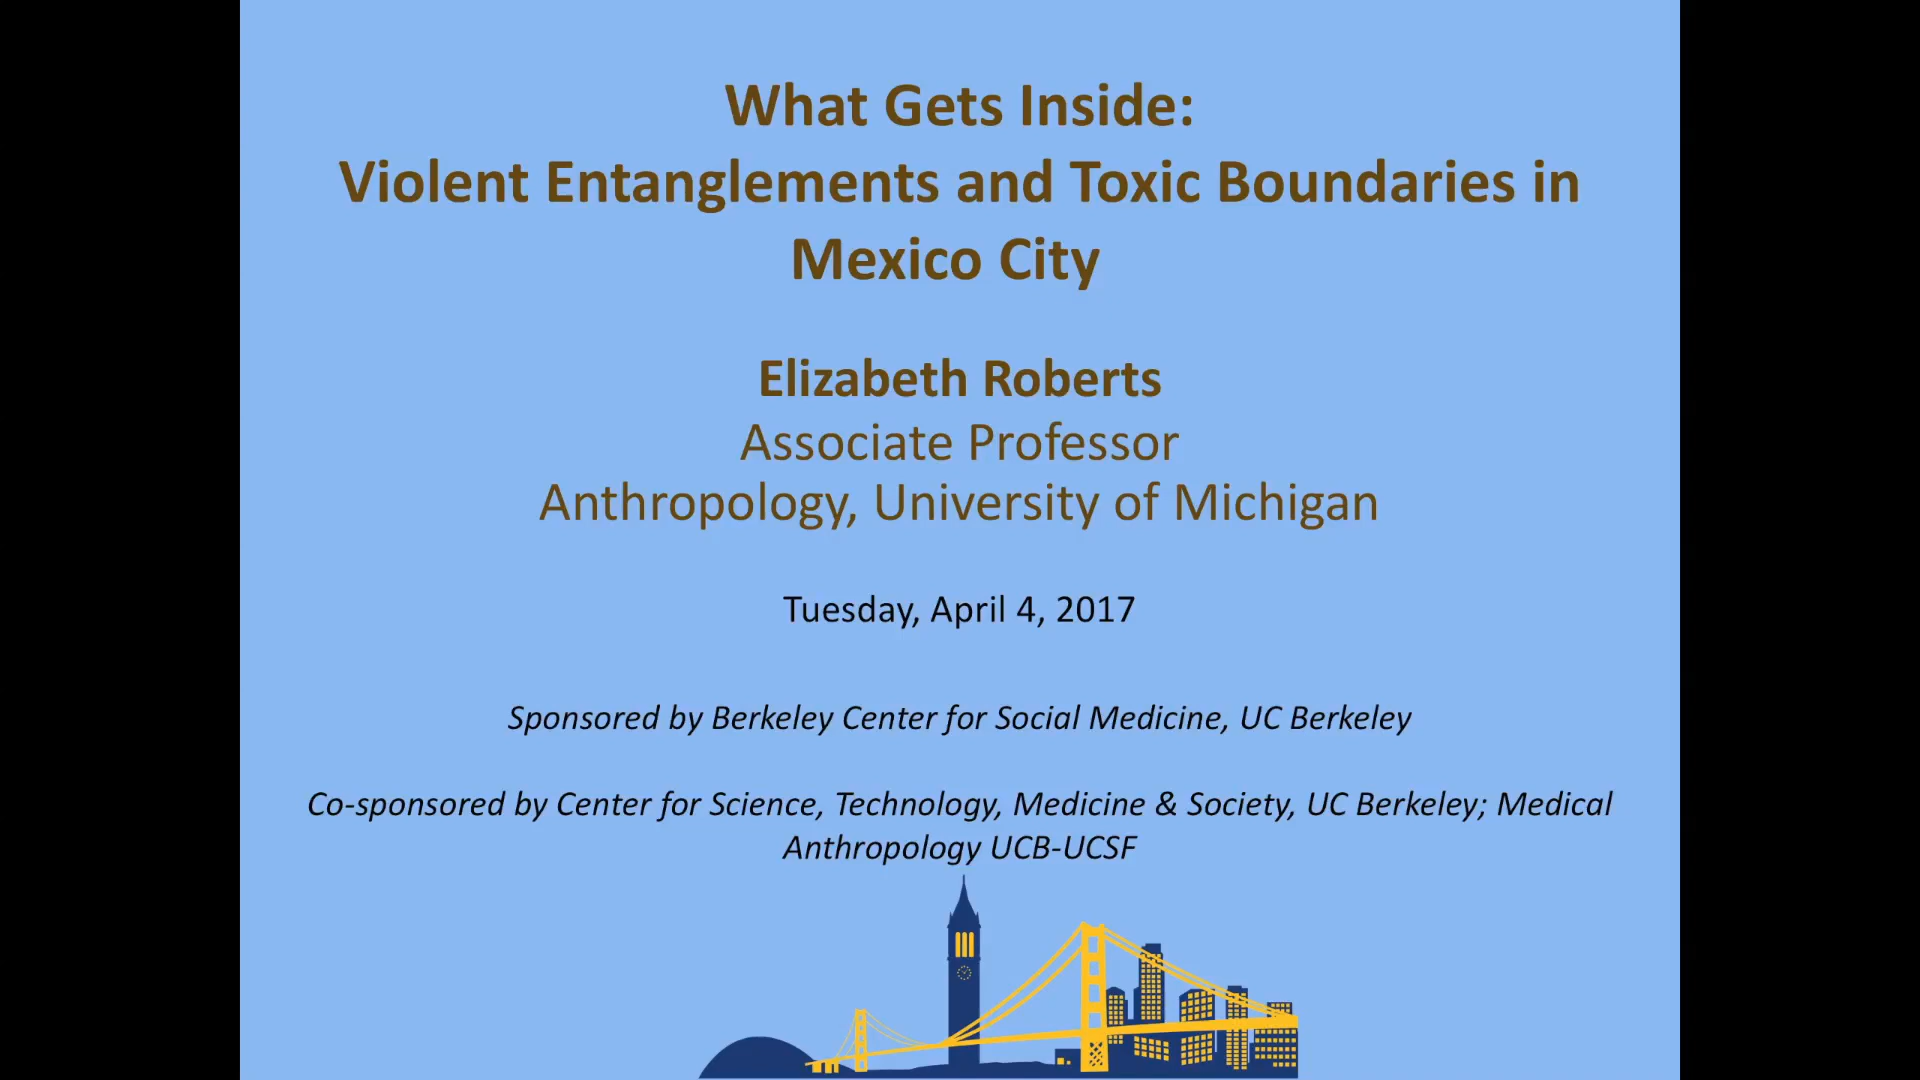 What Gets Inside:
Violent Entanglements and Toxic Boundaries in
Mexico City
Elizabeth Roberts
Associate Professor
Anthropology, University of Michigan
Tuesday, April 4, 2017
Sponsored by Berkeley Center for Social Medicine, UC Berkeley
Co-sponsored by Center for Science, Technology, Medicine & Society, UC Berkeley; Medical
Anthropology UCB-UCSF